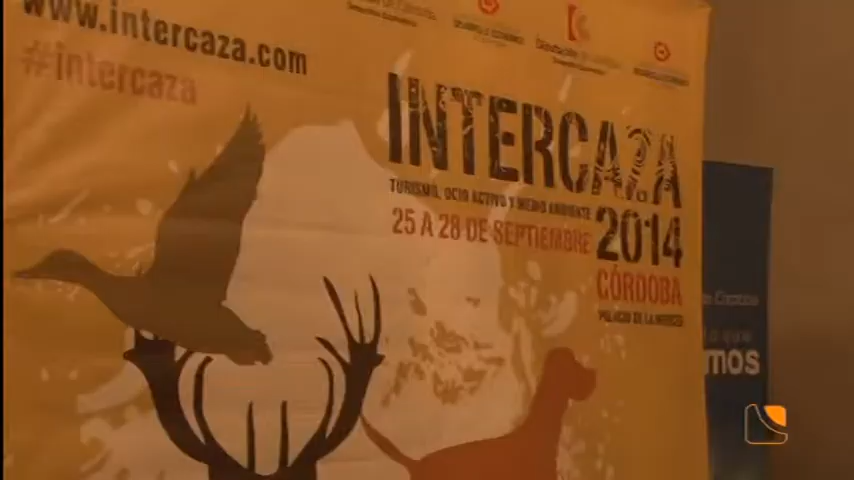 www.intercaza.com
#intercaza
INTERCAZA
TURISMO, OCIO ACTIVO Y MEDIO AMBIENTE
2014
25 A 28 DE SEPTIEMBRE
CÓRDOBA
PALACIO DE LA MERCED
mos